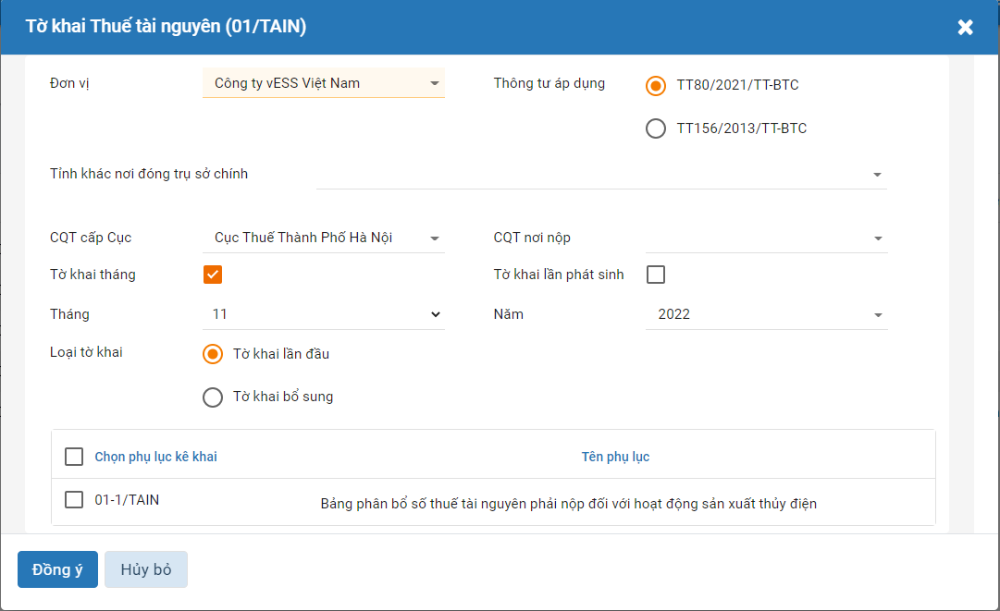 Tờ khai Thuế tài nguyên (01/TAIN)
Đơn vị
Công ty vESS Việt Nam
Thông tư áp dụng
TT80/2021/TT-BTC
TT156/2013/TT-BTC
Tỉnh khác nơi đóng trụ sở chính
CQT cấp Cục
Cục Thuế Thành Phố Hà Nội
CQT nơi nộp
Tờ khai tháng
Tờ khai lần phát sinh
Tháng
11
Năm
2022
Loại tờ khai
Tờ khai lần đầu
Tờ khai bổ sung
Chọn phụ lục kê khai
Tên phụ lục
01-1/TAIN
Bảng phân bổ số thuế tài nguyên phải nộp đối với hoạt động sản xuất thủy điện
Đồng ý
Hủy bỏ